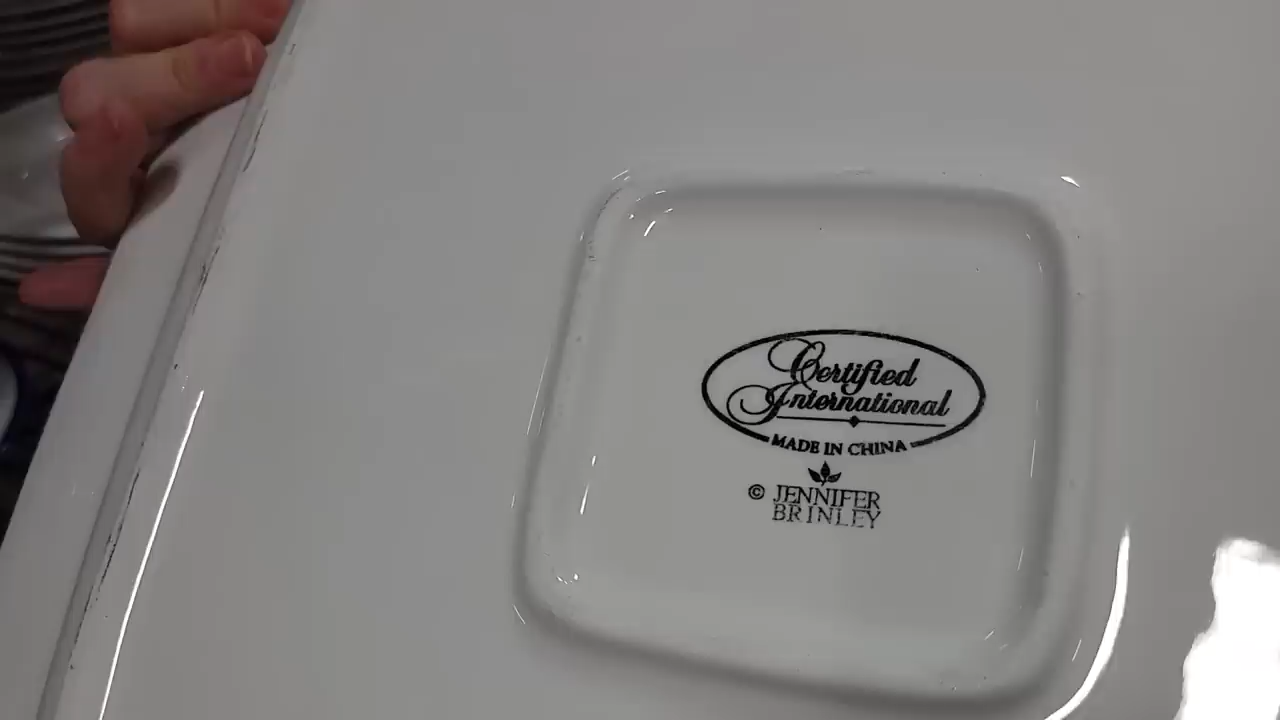 Certified
International
MADE IN CHINA
© JENNIFER
BRINLEY